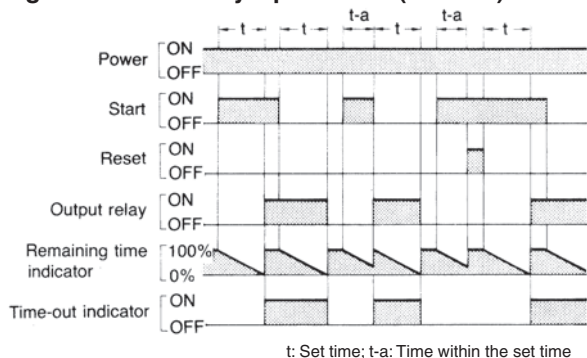 t t t-a t t-a t t
Power ON
OFF
Start ON
OFF
Reset ON
OFF
Output relay ON
OFF
Remaining time indicator 100%
0%
Time-out indicator ON
OFF
t: Set time; t-a: Time within the set time